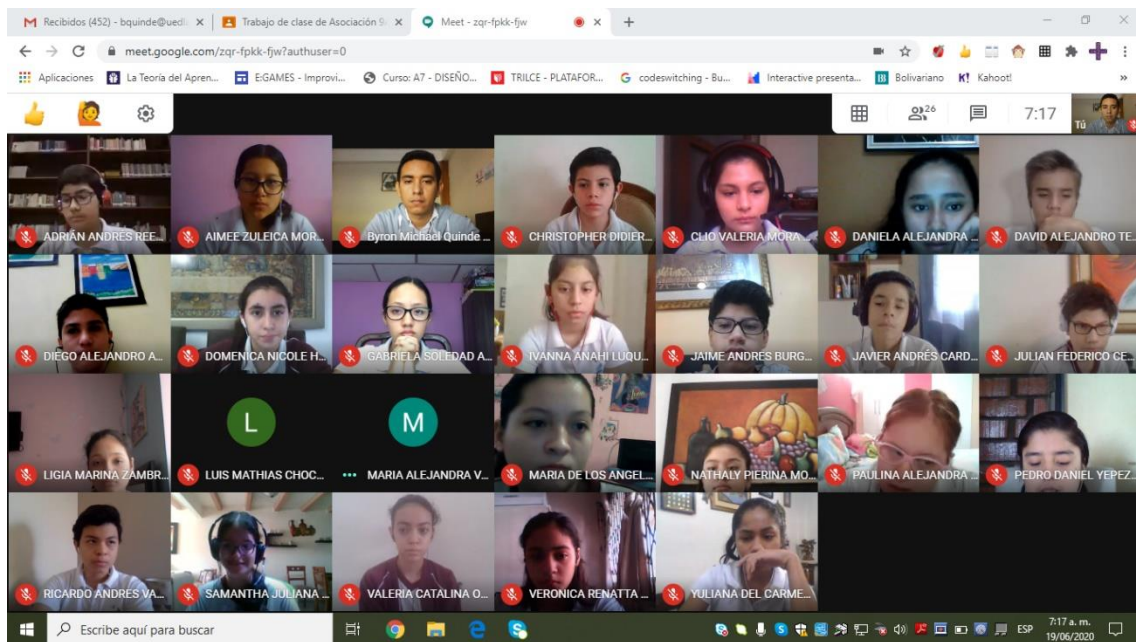 Recibidos (452) - bquinde@uedl
Trabajo de clase de Asociación 9
Meet - zqr-fpkk-fjw
meet.google.com/zqr-fpkk-fjw?authuser=0
Aplicaciones
La Teoría del Apren...
E:GAMES - Improvi...
Curso: A7 - DISEÑO...
TRILCE - PLATAFOR...
codeswitching - Bu...
Interactive presenta...
Bolivariano
Kahoot!
26
7:17
Tú
ADRIÁN ANDRES REE...
AIMEE ZULEICA MOR...
Byron Michael Quinde ...
CHRISTOPHER DIDIER...
CLIO VALERIA MORA ...
DANIELA ALEJANDRA ...
DAVID ALEJANDRO TE...
DIEGO ALEJANDRO A...
DOMENICA NICOLE H...
GABRIELA SOLEDAD A...
IVANNA ANAHI LUQU...
JAIME ANDRES BURG...
JAVIER ANDRÉS CARD...
JULIAN FEDERICO CE...
LIGIA MARINA ZAMBR...
L
LUIS MATHIAS CHOC...
M
MARIA ALEJANDRA V...
MARIA DE LOS ANGEL...
NATHALY PIERINA MO...
PAULINA ALEJANDRA ...
PEDRO DANIEL YEPEZ...
RICARDO ANDRES VA...
SAMANTHA JULIANA ...
VALERIA CATALINA O...
VERONICA RENATTA ...
YULIANA DEL CARME...
Escribe aquí para buscar
ESP
7:17 a. m.
19/06/2020